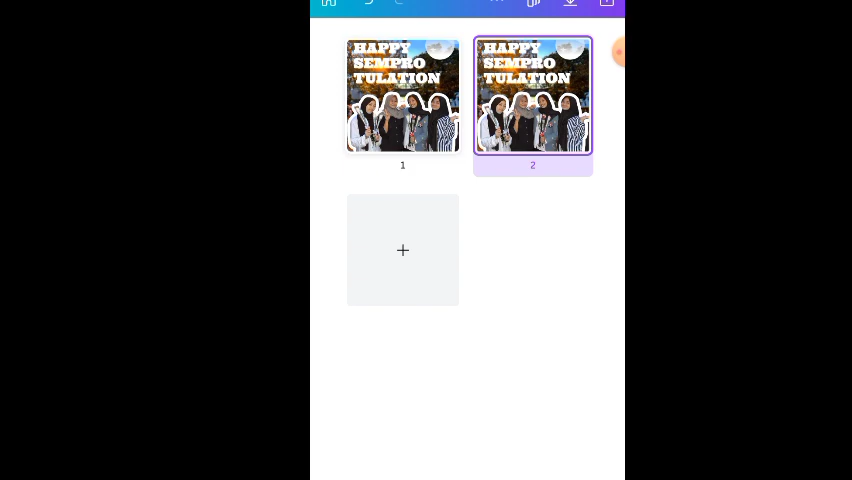 HAPPY
SEMPRO
TULATION
HAPPY
SEMPRO
TULATION
1
2